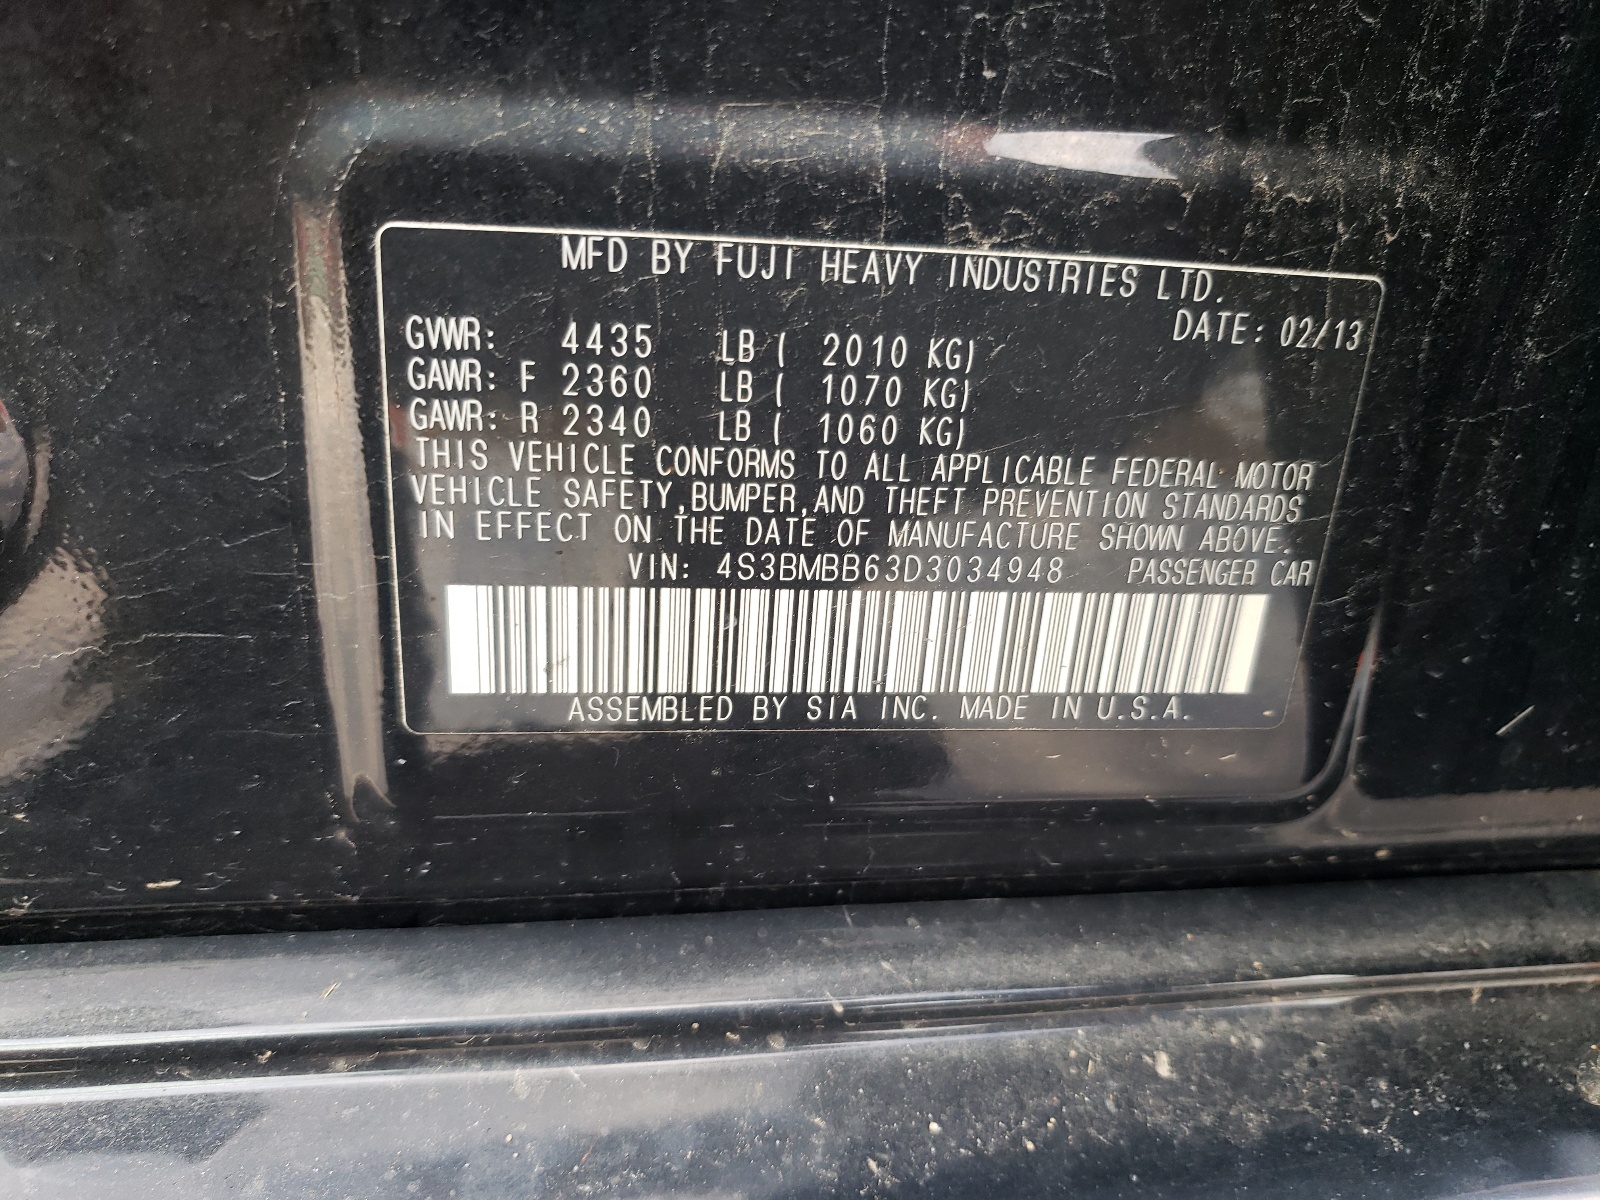 MFD BY FUJI HEAVY INDUSTRIES LTD.
DATE: 02/13
GVWR: 4435 LB ( 2010 KG)
GAWR: F 2360 LB ( 1070 KG)
GAWR: R 2340 LB ( 1060 KG)
THIS VEHICLE CONFORMS TO ALL APPLICABLE FEDERAL MOTOR
VEHICLE SAFETY,BUMPER,AND THEFT PREVENTION STANDARDS
IN EFFECT ON THE DATE OF MANUFACTURE SHOWN ABOVE.
VIN: 4S3BMBB63D3034948 PASSENGER CAR
ASSEMBLED BY SIA INC. MADE IN U.S.A.